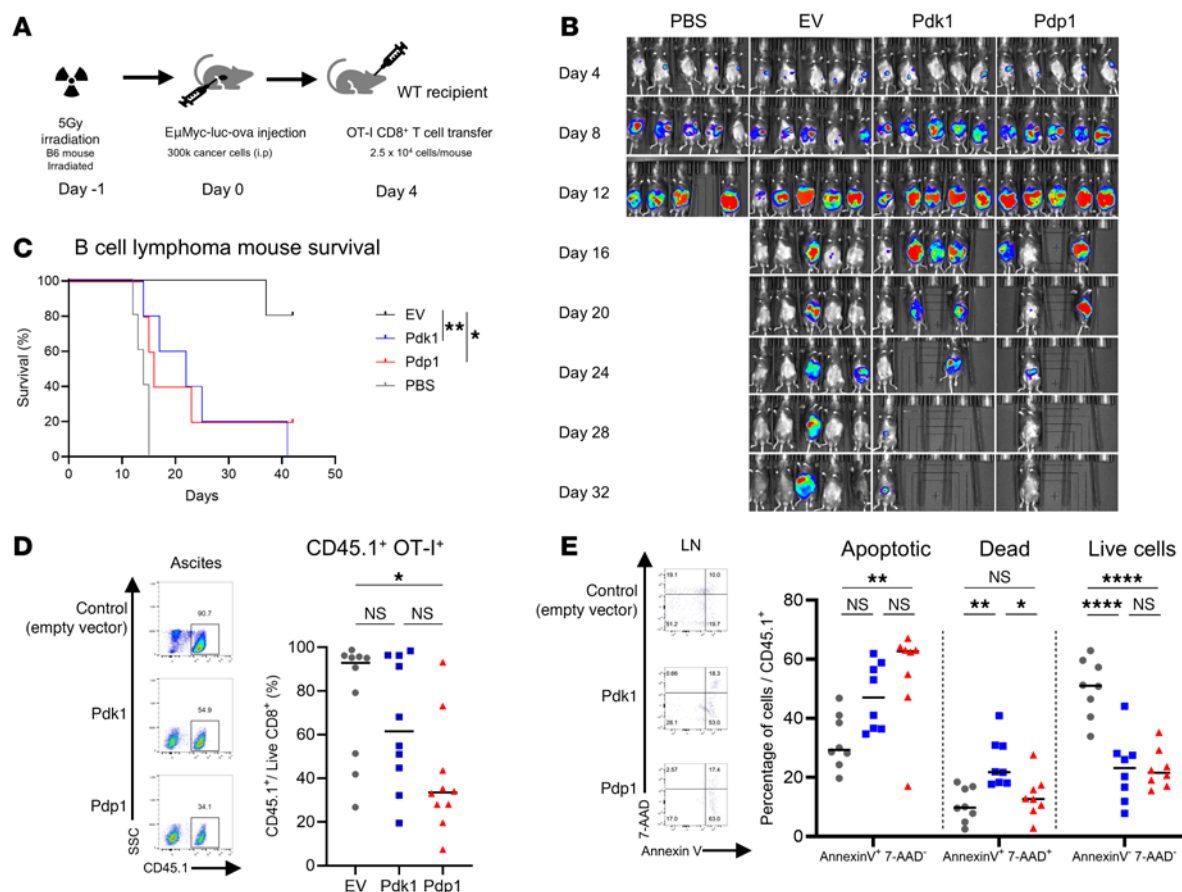 A
5Gy
irradiation
B6 mouse
Irradiated
Day -1
EµMyc-luc-ova injection
300k cancer cells (i.p)
Day 0
WT recipient
OT-I CD8⁺ T cell transfer
2.5 x 10⁴ cells/mouse
Day 4
B
PBS EV Pdk1 Pdp1
Day 4
Day 8
Day 12
Day 16
Day 20
Day 24
Day 28
Day 32
C B cell lymphoma mouse survival
Survival (%)
100
80
60
40
20
0
0 10 20 30 40 50
Days
EV
Pdk1
Pdp1
PBS
** *
D
Ascites
Control
(empty vector)
90.7
Pdk1
54.9
Pdp1
34.1
SSC
CD45.1
CD45.1⁺ OT-I⁺
*
NS NS
CD45.1⁺/ Live CD8⁺ (%)
100
80
60
40
20
0
EV Pdk1 Pdp1
E
LN
Control
(empty vector)
19.1 10.0
51.2 19.7
Pdk1
0.66 18.3
28.1 53.0
Pdp1
2.57 17.4
17.0 63.0
7-AAD
Annexin V
Apoptotic Dead Live cells
** NS ****
NS NS ** * **** NS
Percentage of cells / CD45.1⁺
80
60
40
20
0
AnnexinV⁺ 7-AAD⁻ AnnexinV⁺ 7-AAD⁺ AnnexinV⁻ 7-AAD⁻